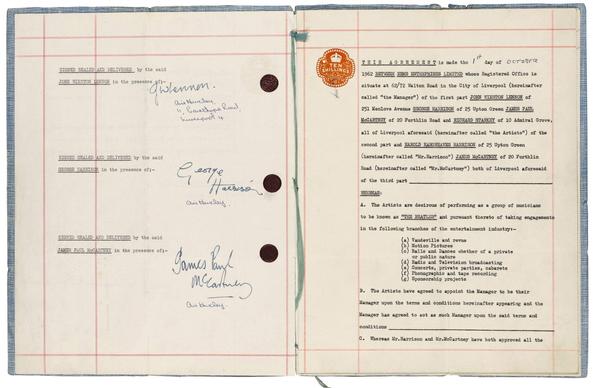 SIGNED SEALED AND DELIVERED by the said
JOHN WINSTON LENNON in the presence of:-
JWLennon.
Liverpool 4
SIGNED SEALED AND DELIVERED by the said
GEORGE HARRISON in the presence of:-
George
Harrison
SIGNED SEALED AND DELIVERED by the said
JAMES PAUL McCARTNEY in the presence of:-
James Paul
McCartney
TEN
SHILLINGS
THIS AGREEMENT is made the 1st day of OCTOBER
1962 BETWEEN NEMS ENTERPRISES LIMITED whose Registered Office is
situate at 62/72 Walton Road in the City of Liverpool (hereinafter
called "the Manager") of the first part JOHN WINSTON LENNON of
251 Menlove Avenue GEORGE HARRISON of 25 Upton Green JAMES PAUL
McCARTNEY of 20 Forthlin Road and RICHARD STARKEY of 10 Admiral Grove,
all of Liverpool aforesaid (hereinafter called "the Artists") of the
second part and HAROLD HARGREAVES HARRISON of 25 Upton Green
(hereinafter called "Mr.Harrison") JAMES McCARTNEY of 20 Forthlin
Road (hereinafter called "Mr.McCartney") both of Liverpool aforesaid
of the third part
WHEREAS:
A. The Artists are desirous of performing as a group of musicians
to be known as "THE BEATLES" and pursuant thereto of taking engagements
in the following branches of the entertainment industry:-
(a) Vaudeville and revue
(b) Motion Pictures
(c) Balls and Dances whether of a private
or public nature
(d) Radio and Television broadcasting
(e) Concerts, private parties, cabarets
(f) Phonographic and tape recording
(g) Sponsorship projects
B. The Artists have agreed to appoint the Manager to be their
Manager upon the terms and conditions hereinafter appearing and the
Manager has agreed to act as such Manager upon the said terms and
conditions
C. Whereas Mr.Harrison and Mr.McCartney have both approved all the